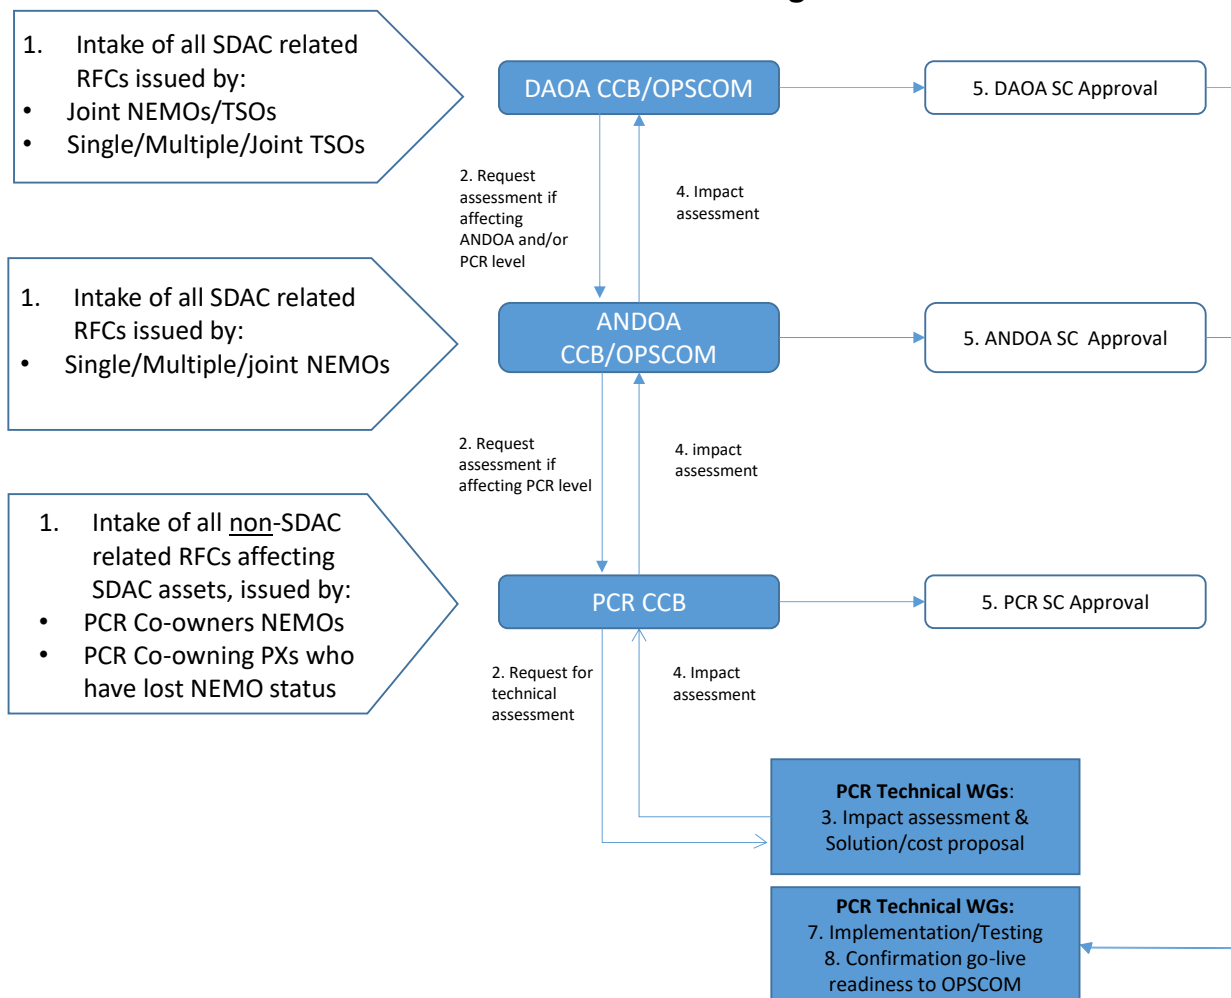 1. Intake of all SDAC related
RFCs issued by:
• Joint NEMOs/TSOs
• Single/Multiple/Joint TSOs
DAOA CCB/OPSCOM
5. DAOA SC Approval
2. Request
assessment if
affecting
ANDOA and/or
PCR level
4. Impact
assessment
1. Intake of all SDAC related
RFCs issued by:
• Single/Multiple/joint NEMOs
ANDOA
CCB/OPSCOM
5. ANDOA SC Approval
2. Request
assessment if
affecting PCR level
4. impact
assessment
1. Intake of all non-SDAC
related RFCs affecting
SDAC assets, issued by:
• PCR Co-owners NEMOs
• PCR Co-owning PXs who
have lost NEMO status
PCR CCB
5. PCR SC Approval
2. Request for
technical
assessment
4. Impact
assessment
PCR Technical WGs:
3. Impact assessment &
Solution/cost proposal
PCR Technical WGs:
7. Implementation/Testing
8. Confirmation go-live
readiness to OPSCOM